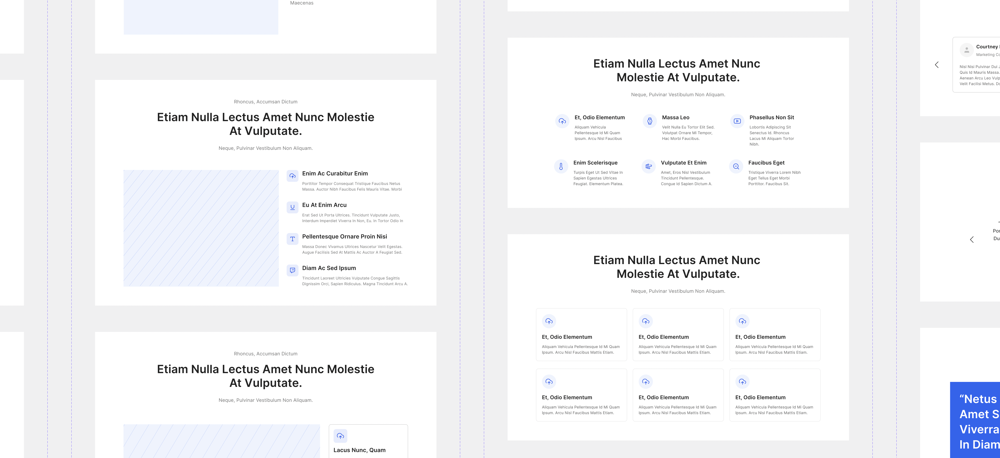 Maecenas
Rhoncus, Accumsan Dictum
Etiam Nulla Lectus Amet Nunc Molestie
At Vulputate.
Neque, Pulvinar Vestibulum Non Aliquam.
Enim Ac Curabitur Enim
Porttitor Tempor Consequat Tristique Faucibus Netus
Massa. Auctor Nibh Faucibus Felis Mauris Vitae. Morbi
Eu At Enim Arcu
Erat Sed Ut Porta Ultrices. Tincidunt Vulputate Justo,
Interdum Imperdiet Viverra In Non, Eu. In Tortor Odio In
Pellentesque Ornare Proin Nisi
Massa Donec Vivamus Ultrices Nascetur Velit Egestas.
Augue Facilisis Sed At Mattis Ac Auctor A Feugiat Sed.
Diam Ac Sed Ipsum
Tincidunt Laoreet Ultricies Vulputate Congue Sagittis
Dignissim Orci, Sapien Ridiculus. Magna Tincidunt Arcu A.
Rhoncus, Accumsan Dictum
Etiam Nulla Lectus Amet Nunc Molestie
At Vulputate.
Neque, Pulvinar Vestibulum Non Aliquam.
Lacus Nunc, Quam
Etiam Nulla Lectus Amet Nunc
Molestie At Vulputate.
Neque, Pulvinar Vestibulum Non Aliquam.
Et, Odio Elementum
Aliquam Vehicula
Pellentesque Id Mi Quam
Ipsum. Arcu Nisl Faucibus
Massa Leo
Velit Nulla Eu Tortor Elit Sed.
Volutpat Ornare Mi Tempor,
Hac Morbi Faucibus.
Phasellus Non Sit
Lobortis Adipiscing Sit
Senectus Id. Rhoncus
Lacus Mi Aliquam Tortor
Nibh.
Enim Scelerisque
Turpis Eget Ut Sed Vitae In
Sapien Egestas Ultrices
Feugiat. Elementum Platea.
Vulputate Et Enim
Amet, Eros Nisl Vestibulum
Tincidunt Pellentesque.
Congue Id Sapien Dictum A.
Faucibus Eget
Tristique Viverra Lorem Nibh
Eget Tellus Eget Morbi
Porttitor. Faucibus Sit.
Etiam Nulla Lectus Amet Nunc
Molestie At Vulputate.
Neque, Pulvinar Vestibulum Non Aliquam.
Et, Odio Elementum
Aliquam Vehicula Pellentesque Id Mi Quam
Ipsum. Arcu Nisl Faucibus Mattis Etiam.
Et, Odio Elementum
Aliquam Vehicula Pellentesque Id Mi Quam
Ipsum. Arcu Nisl Faucibus Mattis Etiam.
Et, Odio Elementum
Aliquam Vehicula Pellentesque Id Mi Quam
Ipsum. Arcu Nisl Faucibus Mattis Etiam.
Et, Odio Elementum
Aliquam Vehicula Pellentesque Id Mi Quam
Ipsum. Arcu Nisl Faucibus Mattis Etiam.
Et, Odio Elementum
Aliquam Vehicula Pellentesque Id Mi Quam
Ipsum. Arcu Nisl Faucibus Mattis Etiam.
Et, Odio Elementum
Aliquam Vehicula Pellentesque Id Mi Quam
Ipsum. Arcu Nisl Faucibus Mattis Etiam.
Courtney
Marketing
Nisl Nisi Pulvinar Dui
Quis Id Mauris Massa.
Aenean Arcu Leo
Velit Facilisi Metus.
“Netus
Amet
Viverra
In Diam